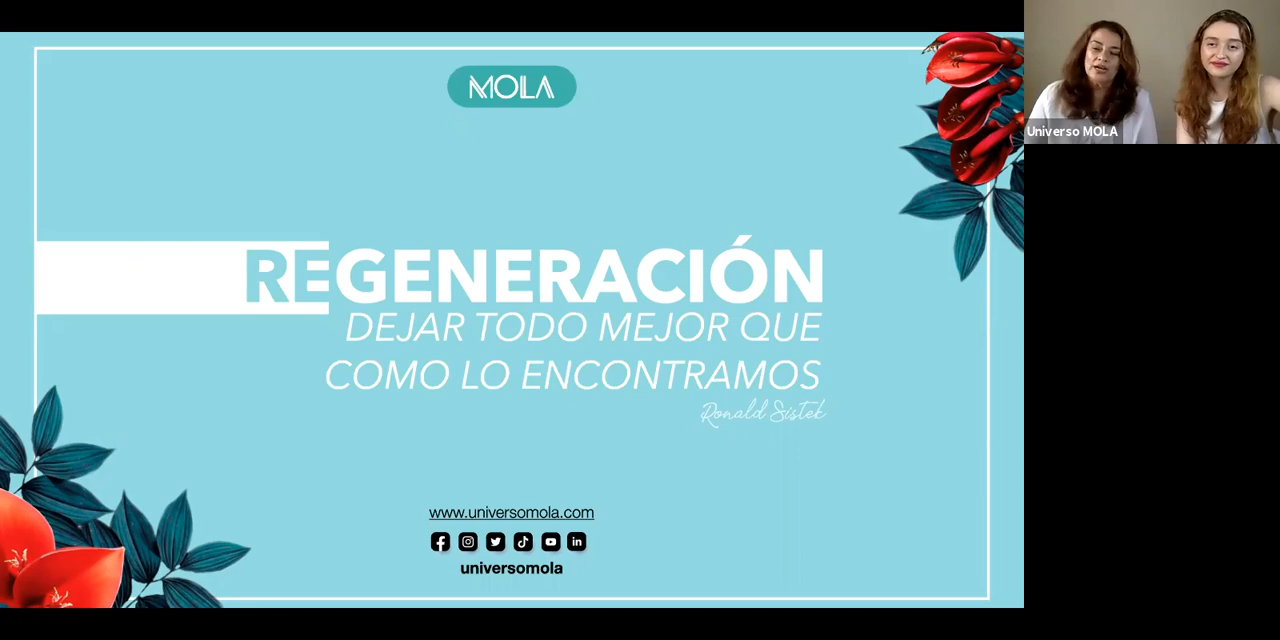 MOLA
REGENERACIÓN
DEJAR TODO MEJOR QUE
COMO LO ENCONTRAMOS
Ronald Sistek
www.universomola.com
universomola
Universo MOLA